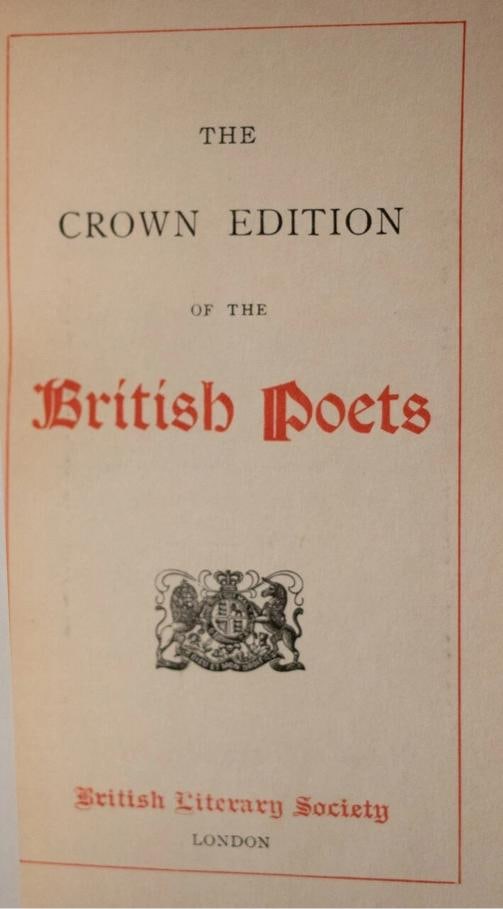 THE
CROWN EDITION
OF THE
British Poets
British Literary Society
LONDON